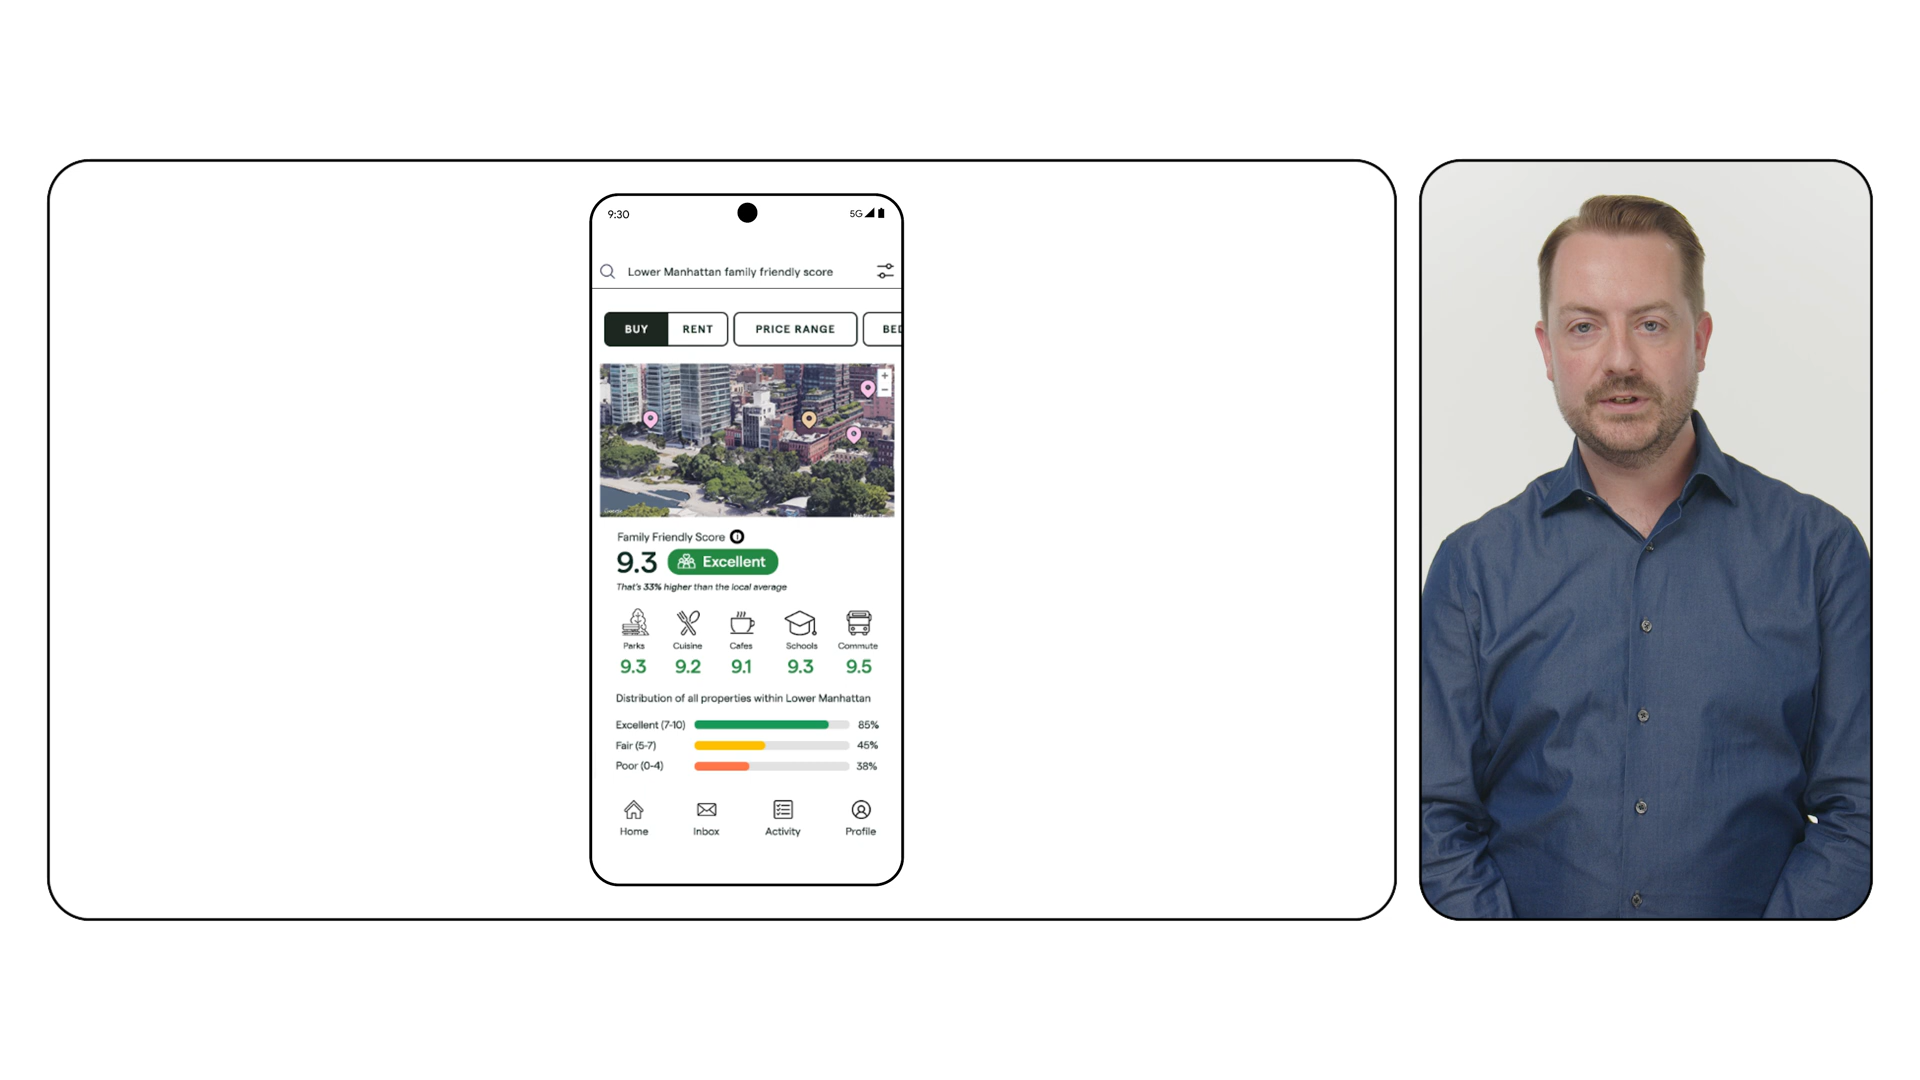 9:30
5G
Lower Manhattan family friendly score
BUY RENT PRICE RANGE BED
+
−
Google
Family Friendly Score
9.3 Excellent
That's 33% higher than the local average
Parks Cuisine Cafes Schools Commute
9.3 9.2 9.1 9.3 9.5
Distribution of all properties within Lower Manhattan
Excellent (7-10) 85%
Fair (5-7) 45%
Poor (0-4) 38%
Home Inbox Activity Profile